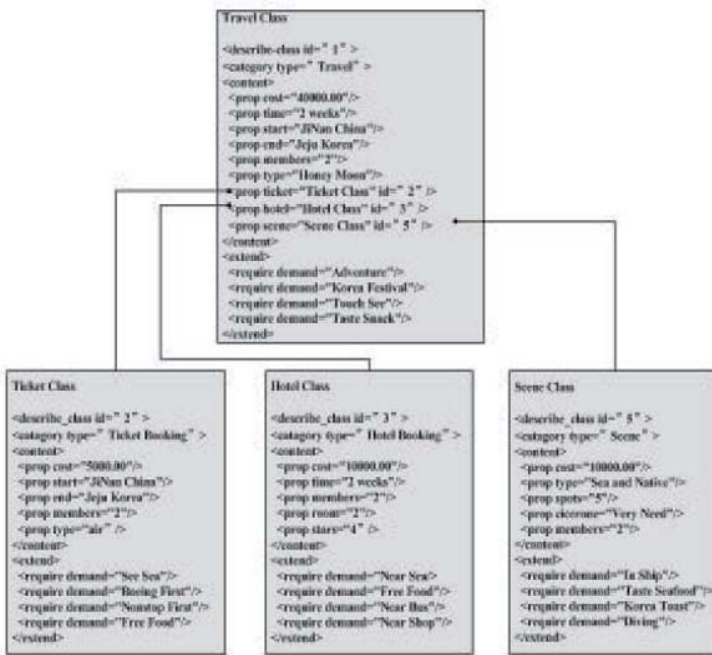 Travel Class
<describe-class id=" 1" >
<category type=" Travel" >
<content>
<prop cost="40000.00"/>
<prop time="2 weeks"/>
<prop start="JiNan China"/>
<prop end="Jeju Korea"/>
<prop members="2"/>
<prop type="Honey Moon"/>
<prop ticket="Ticket Class" id=" 2" />
<prop hotel="Hotel Class" id=" 3" />
<prop scene="Scene Class" id=" 5" />
</content>
<extend>
<require demand="Adventure"/>
<require demand="Korea Festival"/>
<require demand="Touch See"/>
<require demand="Taste Snack"/>
</extend>
Ticket Class
<describe_class id=" 2" >
<catagory type=" Ticket Booking" >
<content>
<prop cost="5000.00"/>
<prop start="JiNan China"/>
<prop end="Jeju Korea"/>
<prop members="2"/>
<prop type="air" />
</content>
<extend>
<require demand="See Sea"/>
<require demand="Boeing First"/>
<require demand="Nonstop First"/>
<require demand="Free Food"/>
</extend>
Hotel Class
<describe_class id=" 3" >
<catagory type=" Hotel Booking" >
<content>
<prop cost="10000.00"/>
<prop time="2 weeks"/>
<prop members="2"/>
<prop room="2"/>
<prop stars="4" />
</content>
<extend>
<require demand="Near Sea/>
<require demand="Free Food"/>
<require demand="Near Bus"/>
<require demand="Near Shop"/>
</extend>
Scene Class
<describe_class id=" 5" >
<catagory type=" Scene" >
<content>
<prop cost="10000.00"/>
<prop type="Sea and Native"/>
<prop spots="5"/>
<prop cicerone="Very Need"/>
<prop members="2"/>
</content>
<extend>
<require demand="In Ship"/>
<require demand="Taste Seafood"/>
<require demand="Korea Toast"/>
<require demand="Diving"/>
</extend>